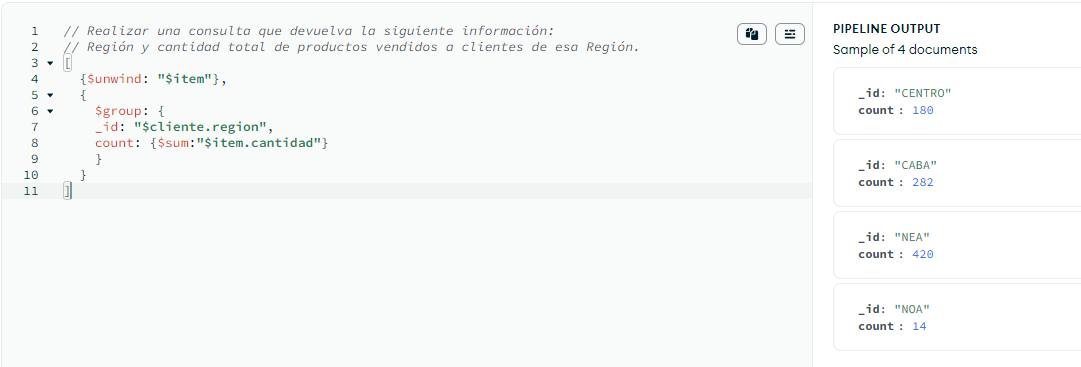 1 // Realizar una consulta que devuelva la siguiente información:
2 // Región y cantidad total de productos vendidos a clientes de esa Región.
3 [
4 {$unwind: "$item"},
5 {
6 $group: {
7 _id: "$cliente.region",
8 count: {$sum:"$item.cantidad"}
9 }
10 }
11 ]
PIPELINE OUTPUT
Sample of 4 documents
_id: "CENTRO"
count : 180
_id: "CABA"
count : 282
_id: "NEA"
count : 420
_id: "NOA"
count : 14